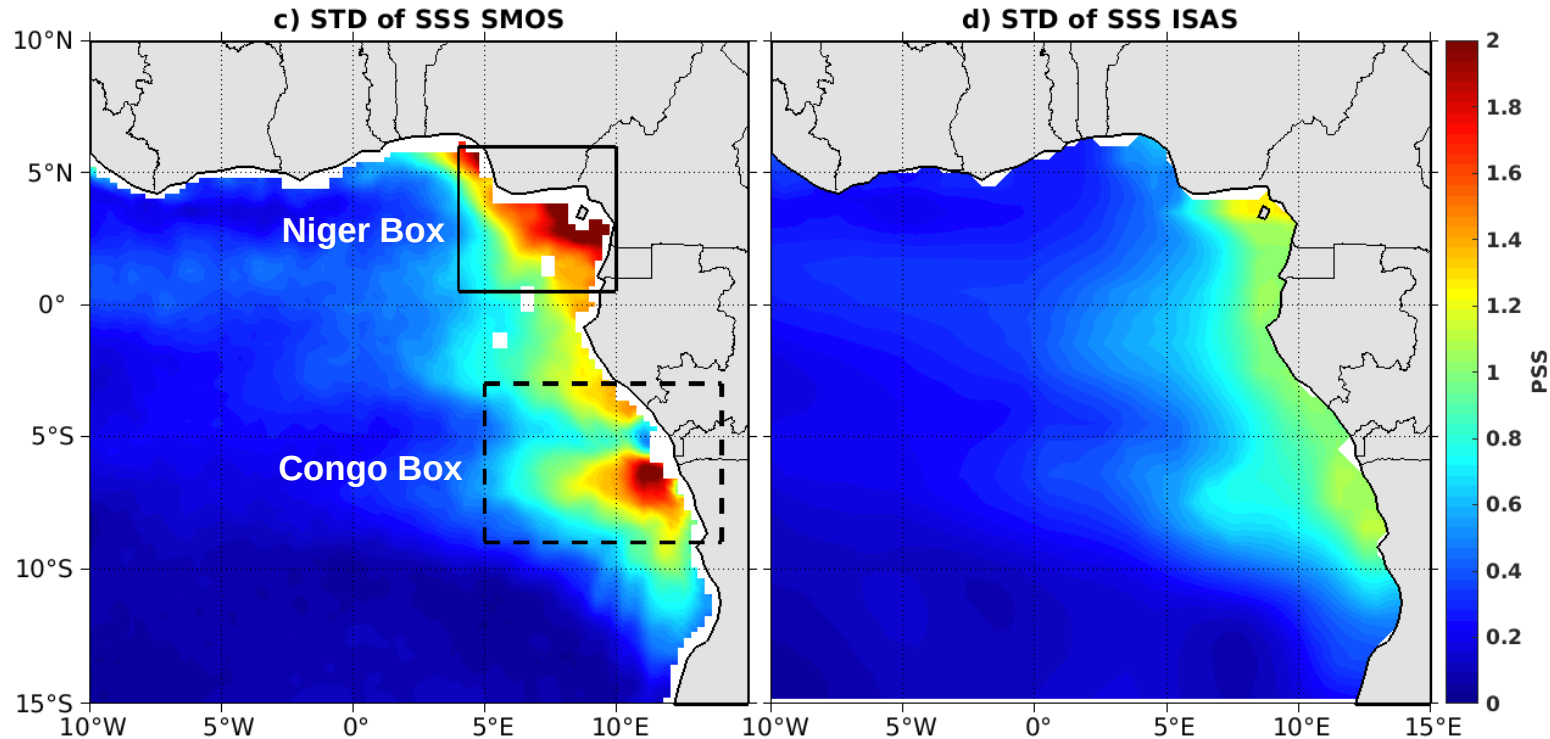 c) STD of SSS SMOS
d) STD of SSS ISAS
10°N
5°N
0°
5°S
10°S
15°S
Niger Box
Congo Box
10°W
5°W
0°
5°E
10°E
10°W
5°W
0°
5°E
10°E
15°E
2
1.8
1.6
1.4
1.2
1
0.8
0.6
0.4
0.2
0
PSS